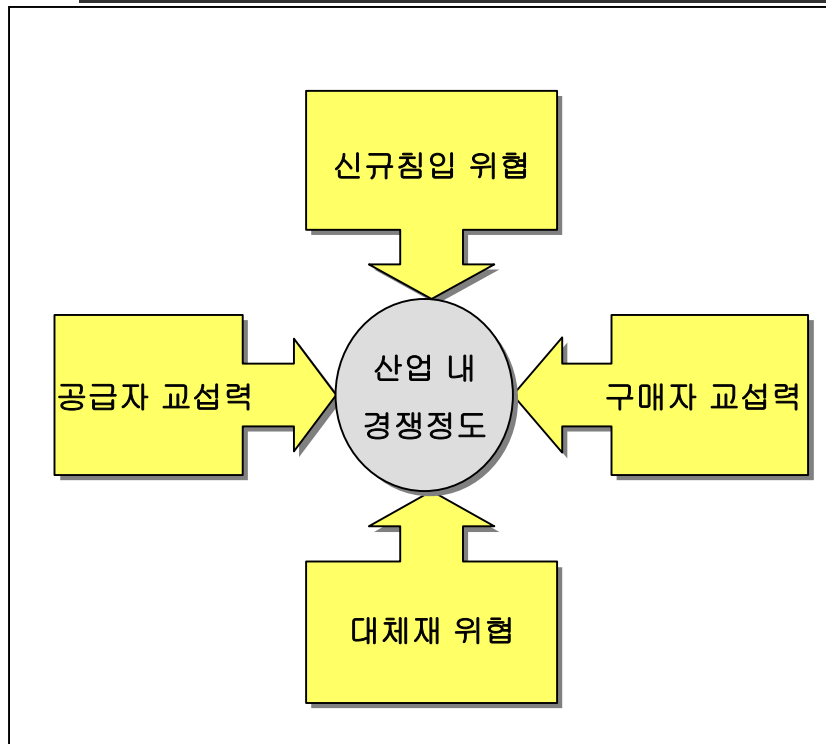 신규침입 위협
공급자 교섭력
산업 내
경쟁정도
구매자 교섭력
대체재 위협